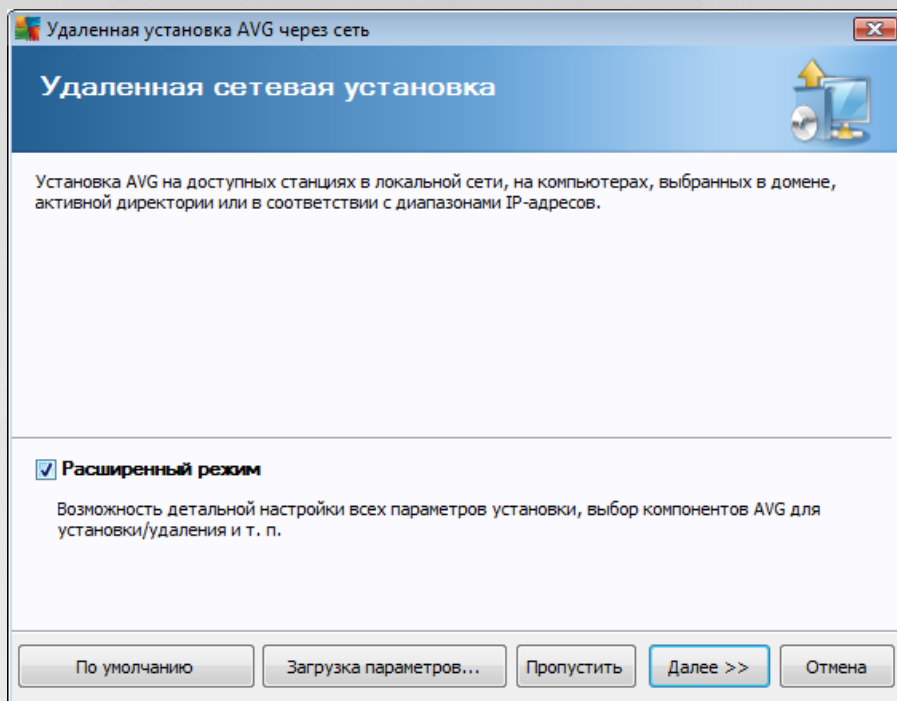 Удаленная установка AVG через сеть
Удаленная сетевая установка
Установка AVG на доступных станциях в локальной сети, на компьютерах, выбранных в домене,
активной директории или в соответствии с диапазонами IP-адресов.
Расширенный режим
Возможность детальной настройки всех параметров установки, выбор компонентов AVG для
установки/удаления и т. п.
По умолчанию
Загрузка параметров...
Пропустить
Далее >>
Отмена